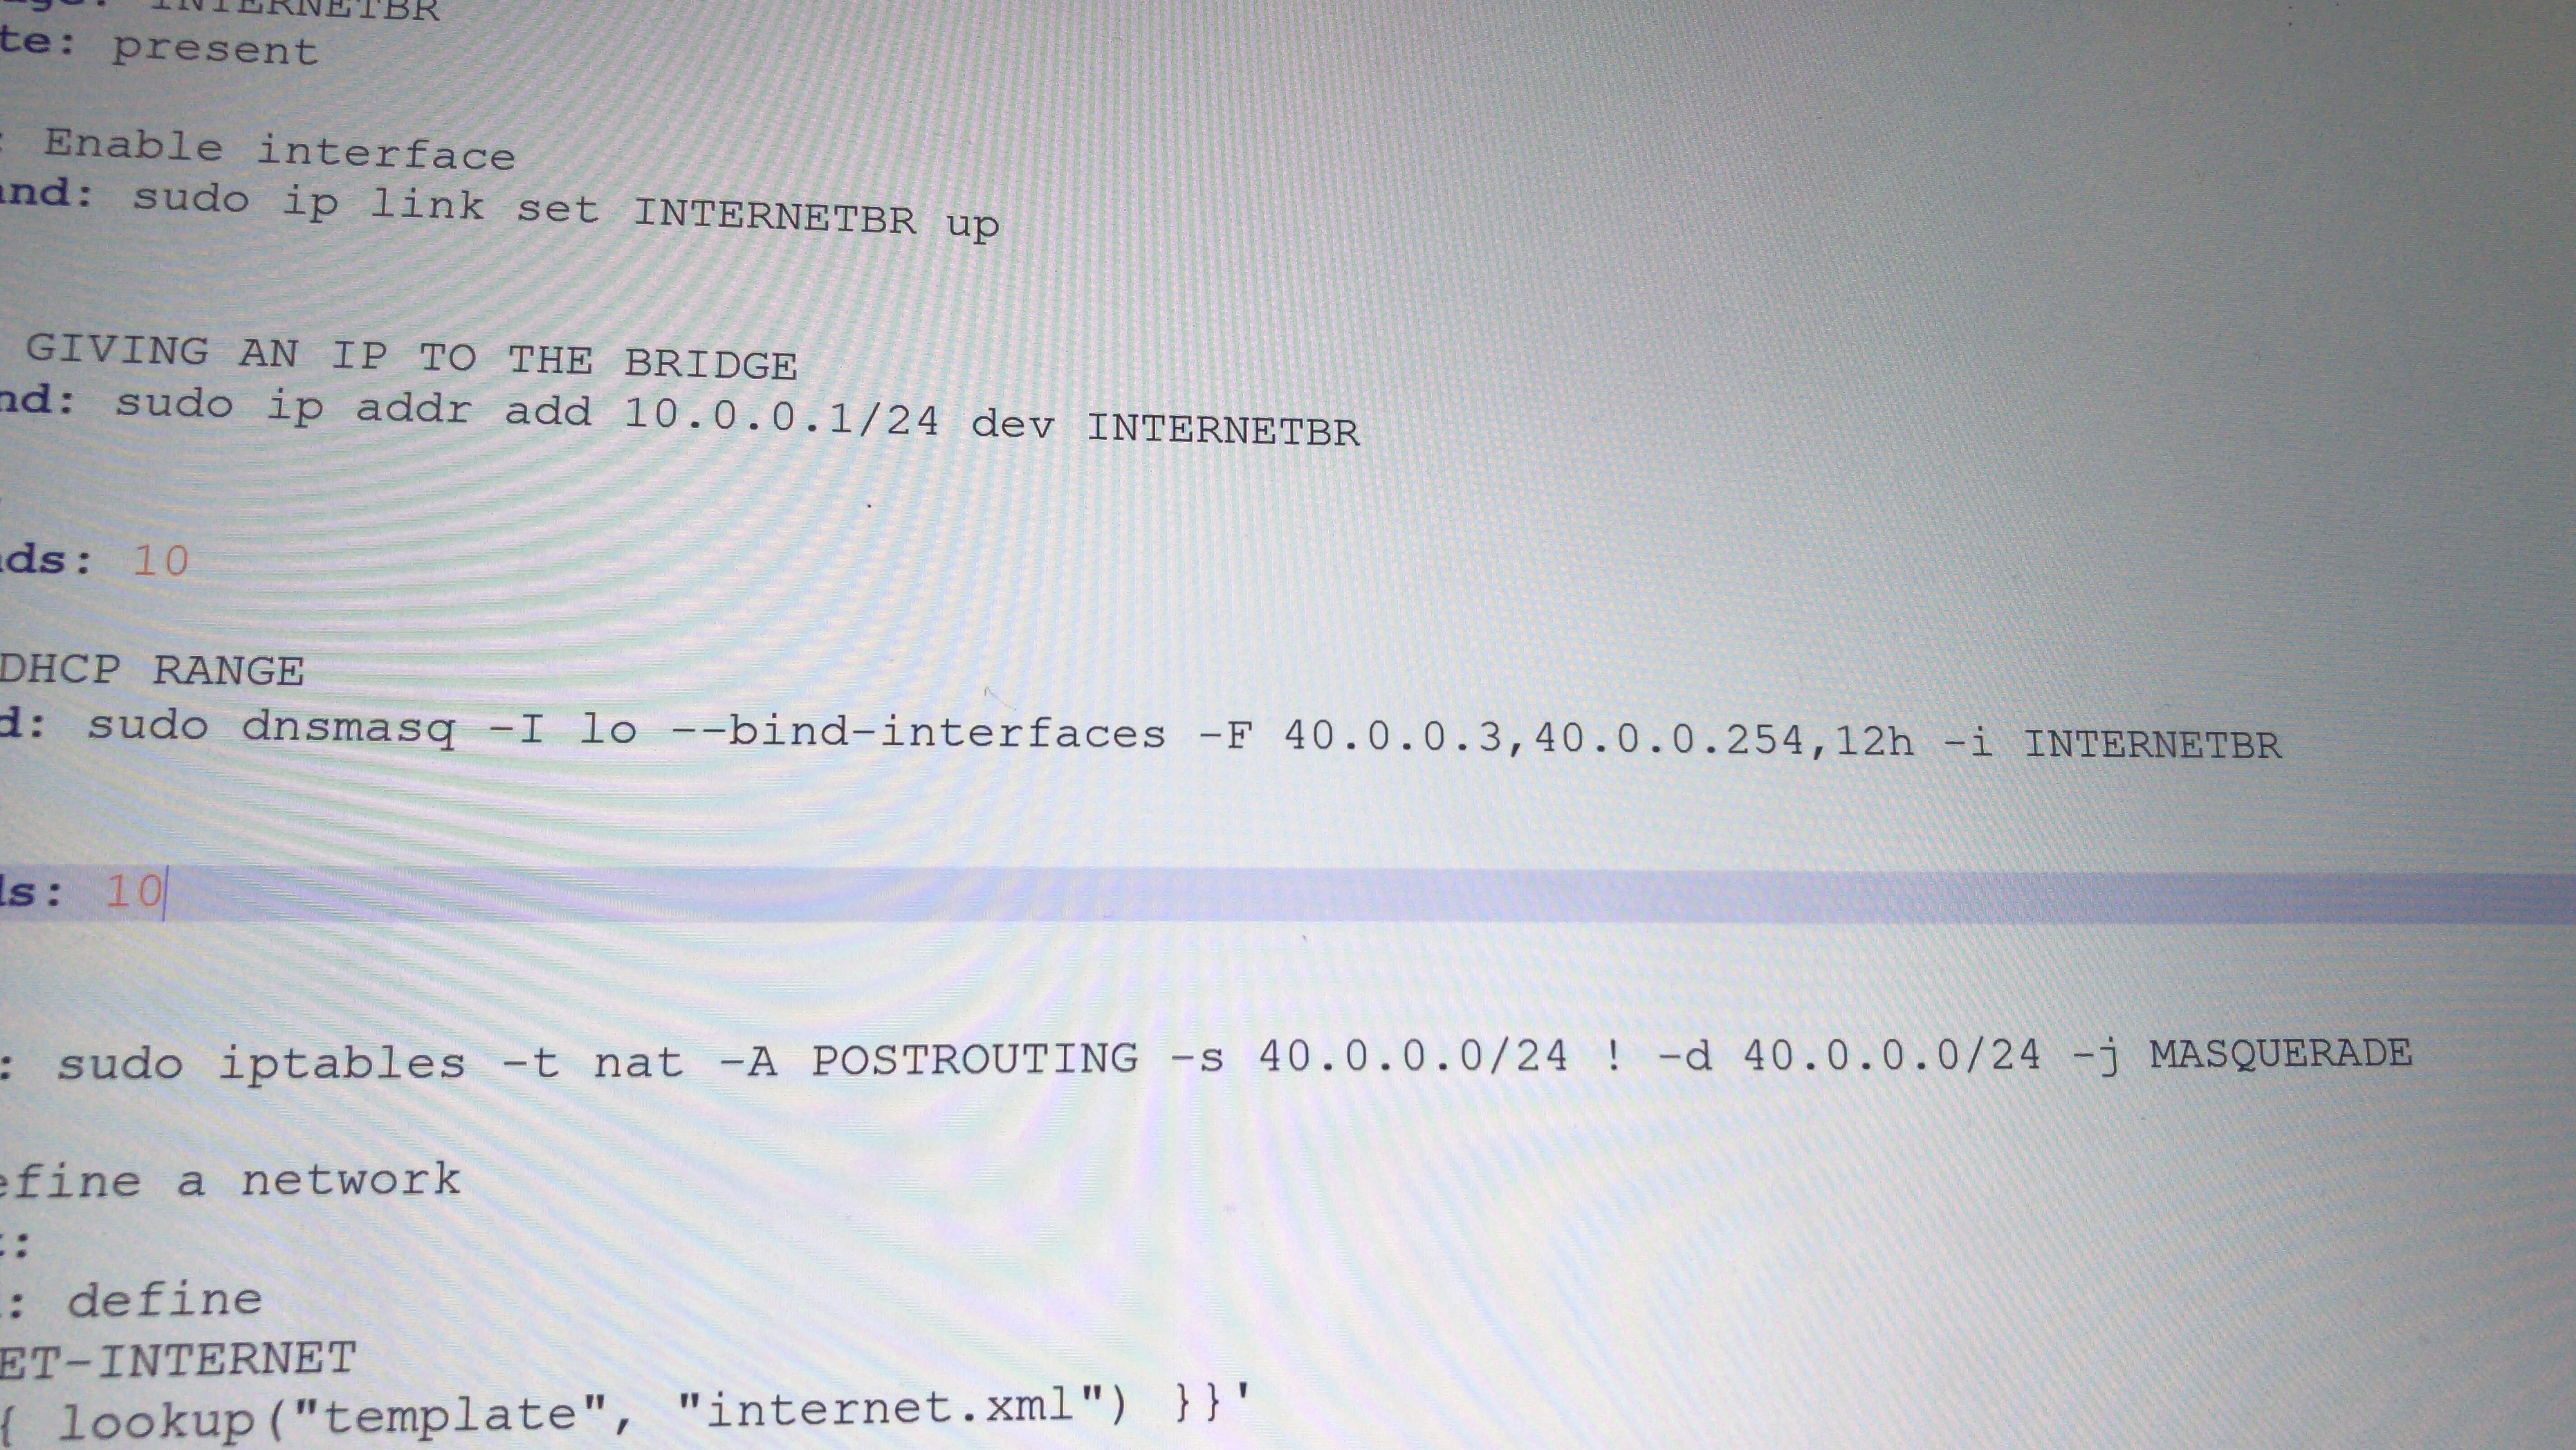 INTERNETBR
te: present
: Enable interface
and: sudo ip link set INTERNETBR up
GIVING AN IP TO THE BRIDGE
nd: sudo ip addr add 10.0.0.1/24 dev INTERNETBR
ds: 10
DHCP RANGE
d: sudo dnsmasq -I lo --bind-interfaces -F 40.0.0.3,40.0.0.254,12h -i INTERNETBR
ls: 10
: sudo iptables -t nat -A POSTROUTING -s 40.0.0.0/24 ! -d 40.0.0.0/24 -j MASQUERADE
efine a network
:
: define
ET-INTERNET
{ lookup("template", "internet.xml") }}'